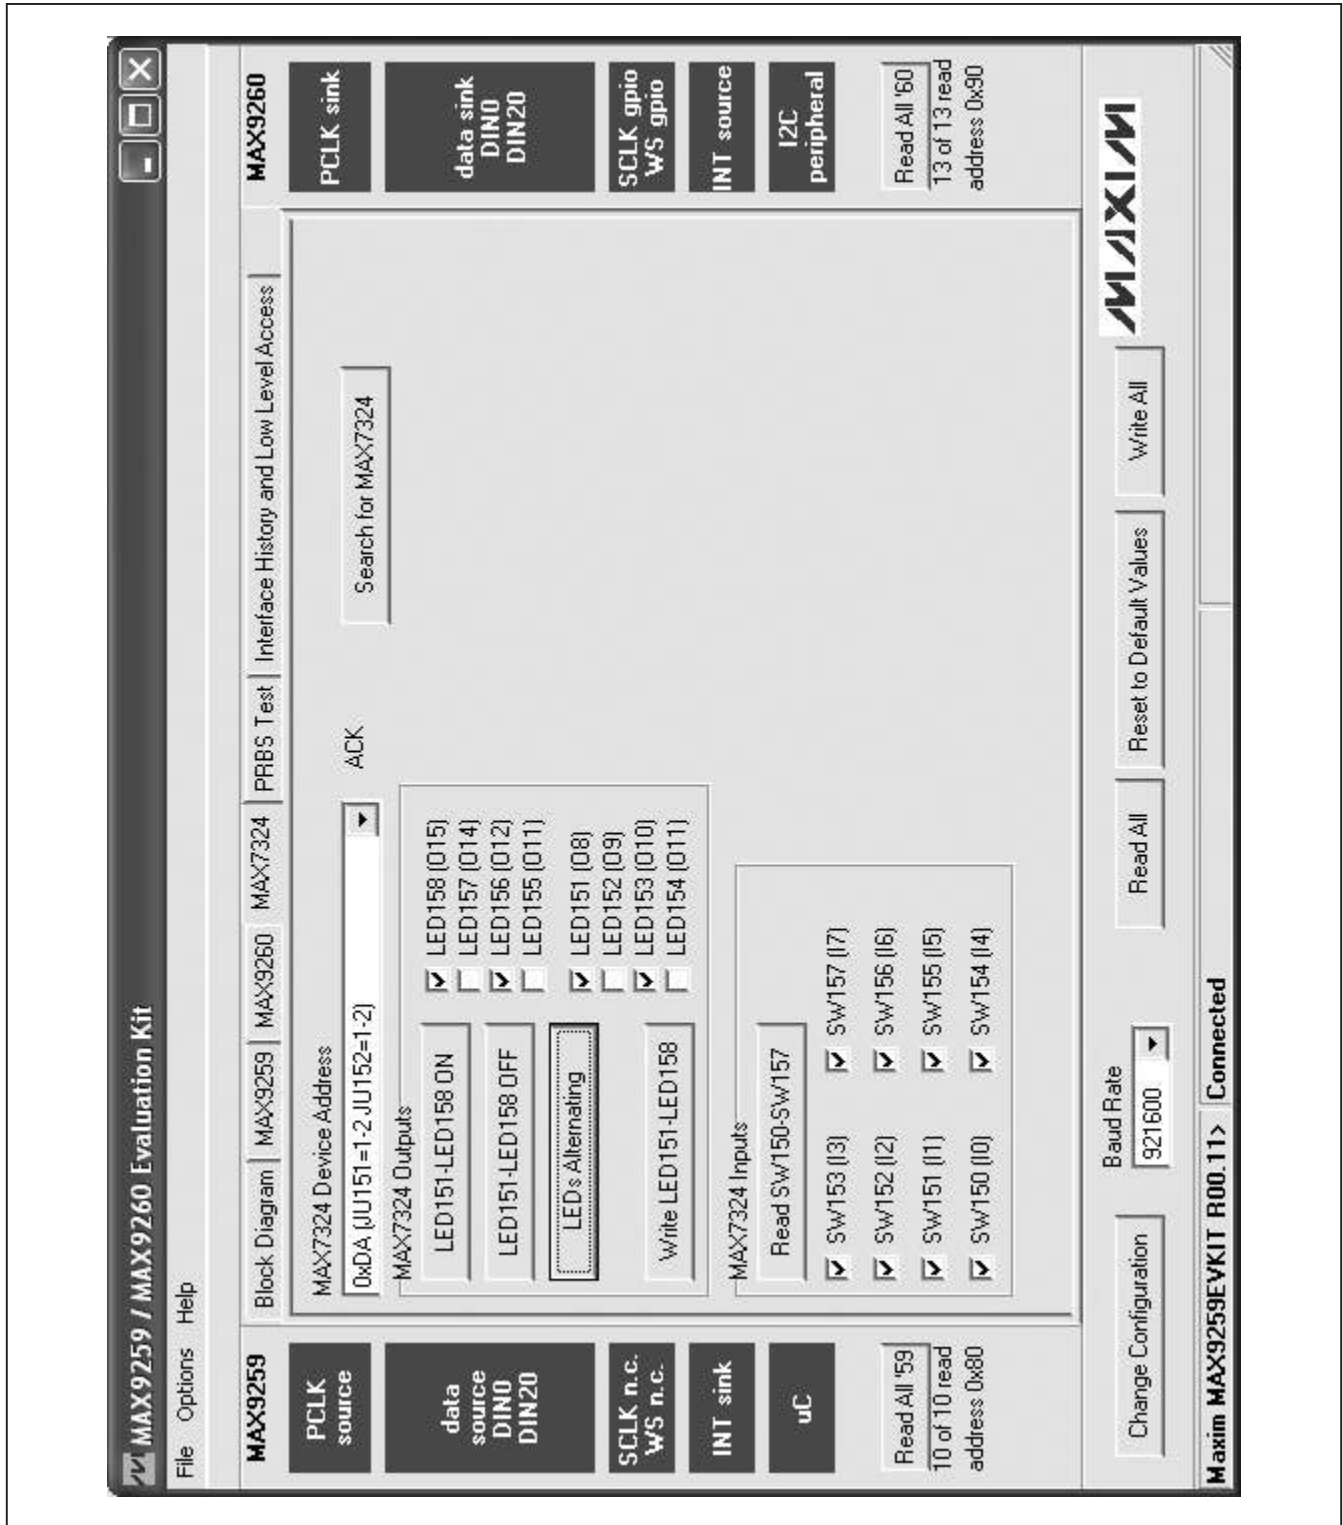 MAX9259 / MAX9260 Evaluation Kit
File Options Help
MAX9259
PCLK
source
data
source
DIN0
DIN20
SCLK n.c.
WS n.c.
INT sink
uC
Read All '59
10 of 10 read
address 0x80
Block Diagram MAX9259 MAX9260 MAX7324 PRBS Test Interface History and Low Level Access
MAX7324 Device Address
0xDA (JU151=1-2 JU152=1-2)
ACK
Search for MAX7324
MAX7324 Outputs
LED151-LED158 ON
LED151-LED158 OFF
LEDs Alternating
Write LED151-LED158
LED158 (O15)
LED157 (O14)
LED156 (O12)
LED155 (O11)
LED151 (O8)
LED152 (O9)
LED153 (O10)
LED154 (O11)
MAX7324 Inputs
Read SW150-SW157
SW153 (I3) SW157 (I7)
SW152 (I2) SW156 (I6)
SW151 (I1) SW155 (I5)
SW150 (I0) SW154 (I4)
MAX9260
PCLK sink
data sink
DIN0
DIN20
SCLK gpio
WS gpio
INT source
I2C
peripheral
Read All '60
13 of 13 read
address 0x90
Change Configuration
Baud Rate
921600
Read All
Reset to Default Values
Write All
MAXIM
Maxim MAX9259EVKIT R00.11> Connected